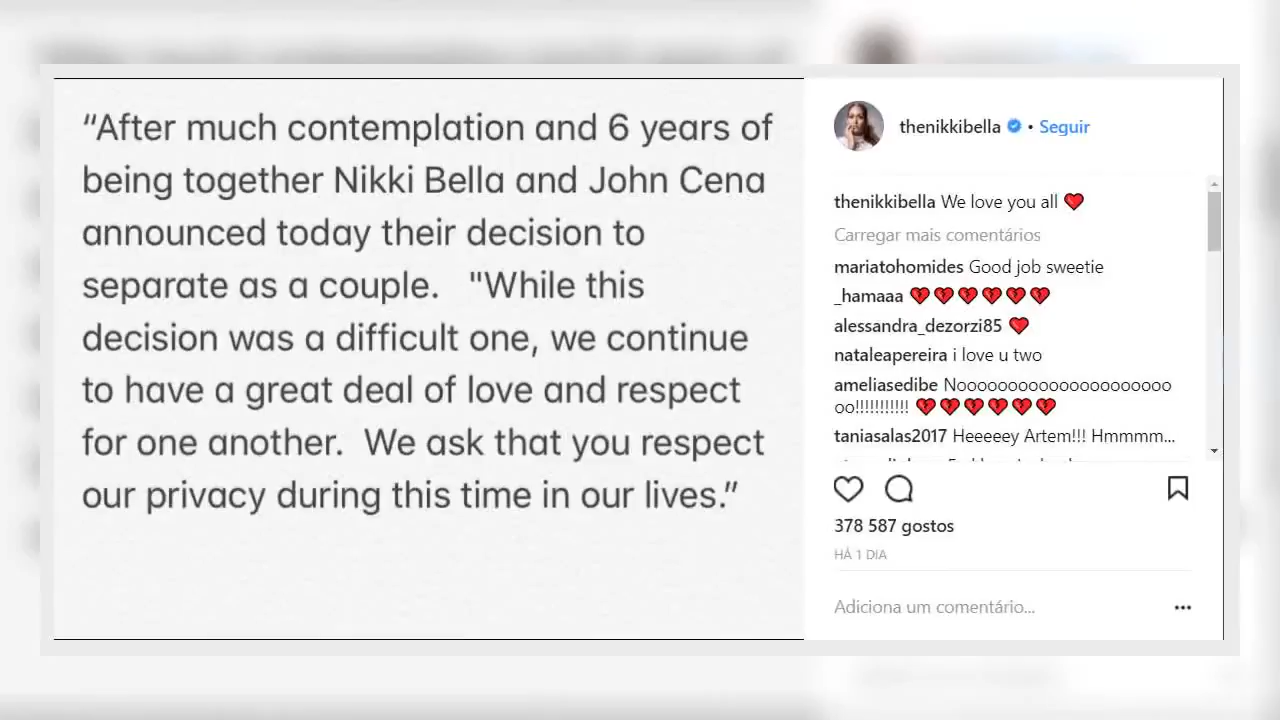 “After much contemplation and 6 years of
being together Nikki Bella and John Cena
announced today their decision to
separate as a couple.   "While this
decision was a difficult one, we continue
to have a great deal of love and respect
for one another.  We ask that you respect
our privacy during this time in our lives.”
thenikkibella • Seguir
thenikkibella We love you all ❤️
Carregar mais comentários
mariatohomides Good job sweetie
_hamaaa 💔💔💔💔💔💔
alessandra_dezorzi85 ❤️
nataleapereira i love u two
ameliasedibe Nooooooooooooooooooooo
oo!!!!!!!!!!! 💔💔💔💔💔💔
taniasalas2017 Heeeeey Artem!!! Hmmmm...
378 587 gostos
HÁ 1 DIA
Adiciona um comentário...